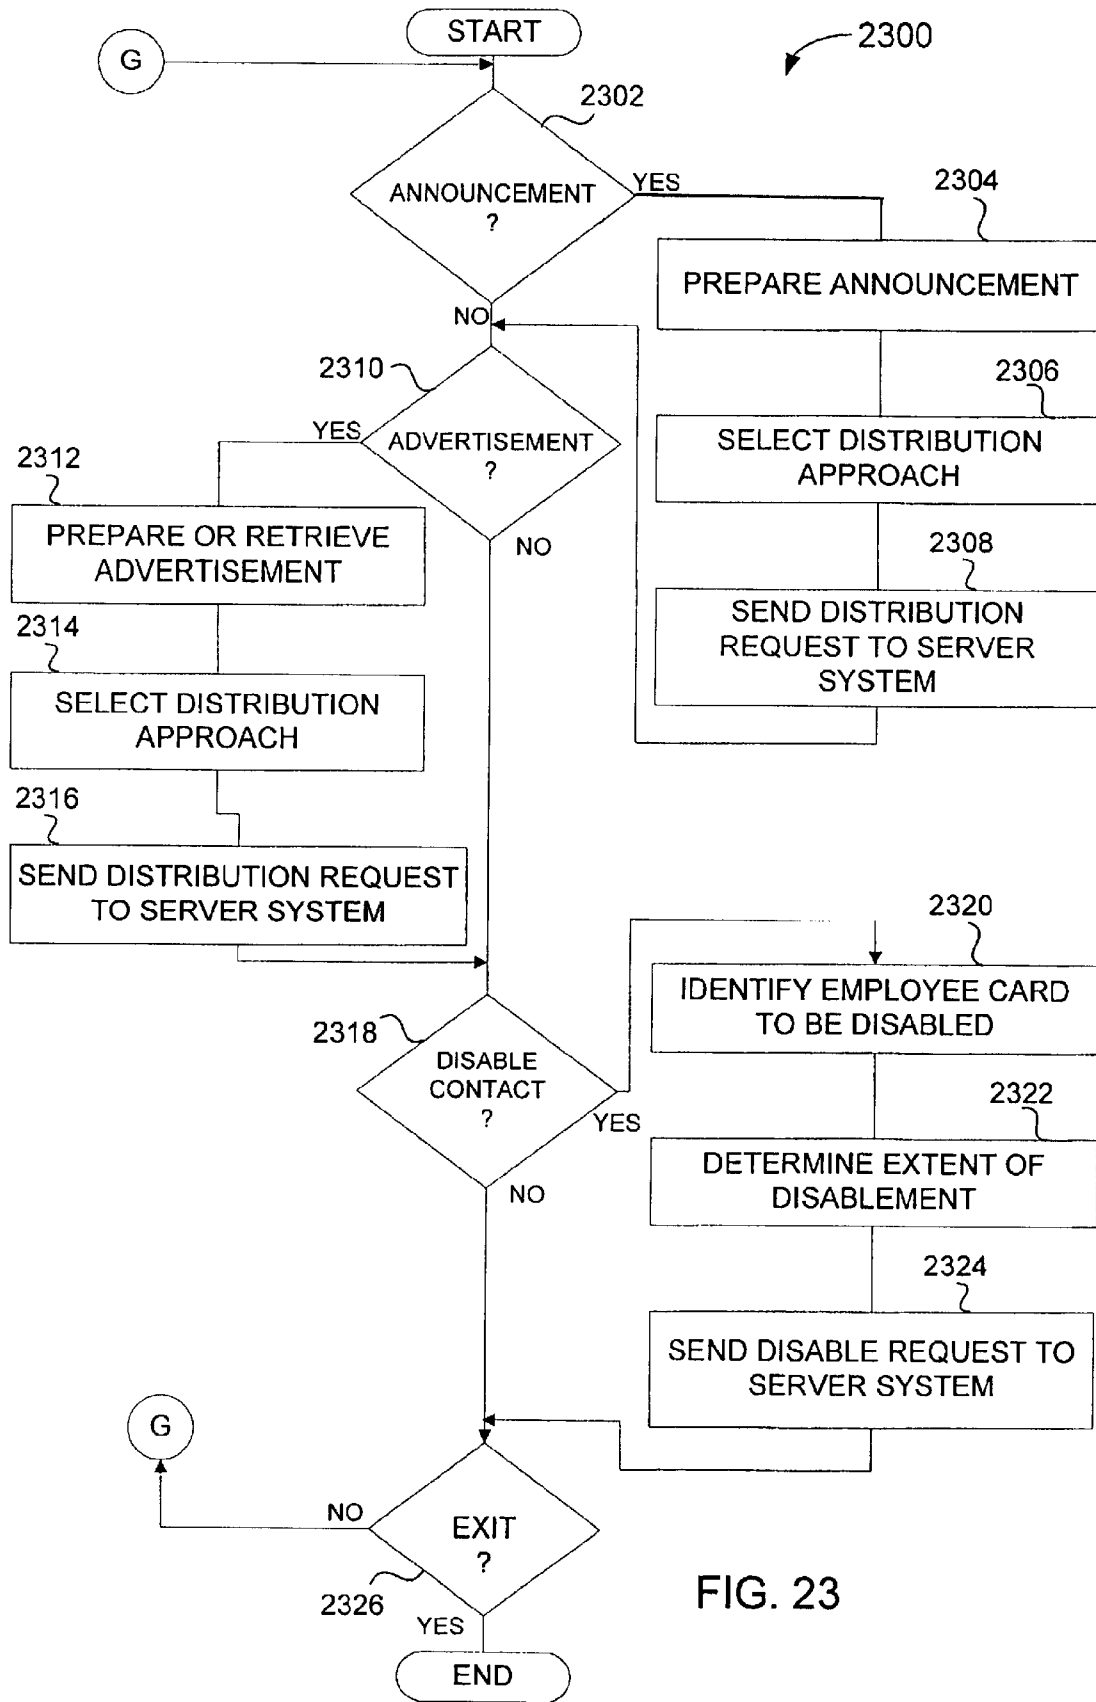 START
G
2300
2302
ANNOUNCEMENT
?
YES
2304
PREPARE ANNOUNCEMENT
NO
2310
2306
YES
ADVERTISEMENT
?
SELECT DISTRIBUTION
APPROACH
2312
PREPARE OR RETRIEVE
ADVERTISEMENT
NO
2308
SEND DISTRIBUTION
REQUEST TO SERVER
SYSTEM
2314
SELECT DISTRIBUTION
APPROACH
2316
SEND DISTRIBUTION REQUEST
TO SERVER SYSTEM
2320
IDENTIFY EMPLOYEE CARD
TO BE DISABLED
2318
DISABLE
CONTACT
?
YES
2322
DETERMINE EXTENT OF
DISABLEMENT
NO
2324
SEND DISABLE REQUEST TO
SERVER SYSTEM
G
NO
EXIT
?
2326
YES
END
FIG. 23